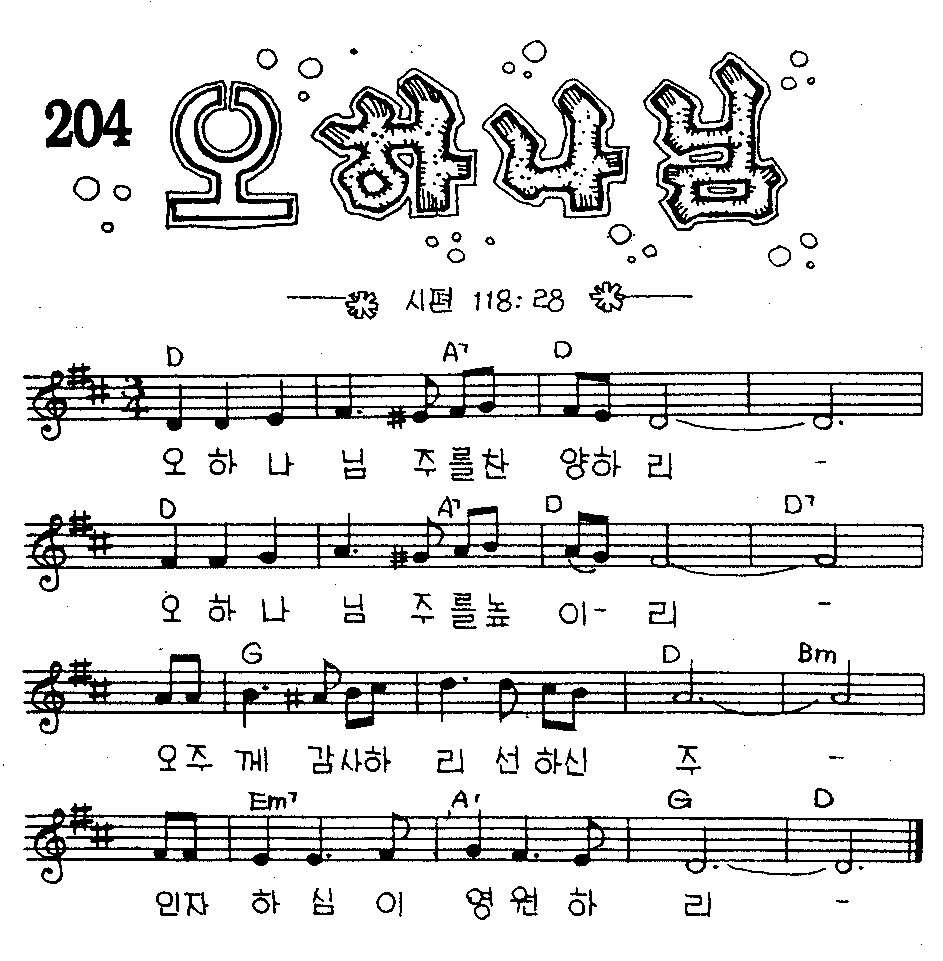 204 오 하나님
시편 118:28
D A7 D
오 하 나 님 주 를 찬 양하 리 -
D A7 D D7
오 하 나 님 주 를 높 이- 리 -
G D Bm
오주 께 감사하 리 선 하신 주 -
Em7 A7 G D
인자 하 심 이 영 원 하 리 -